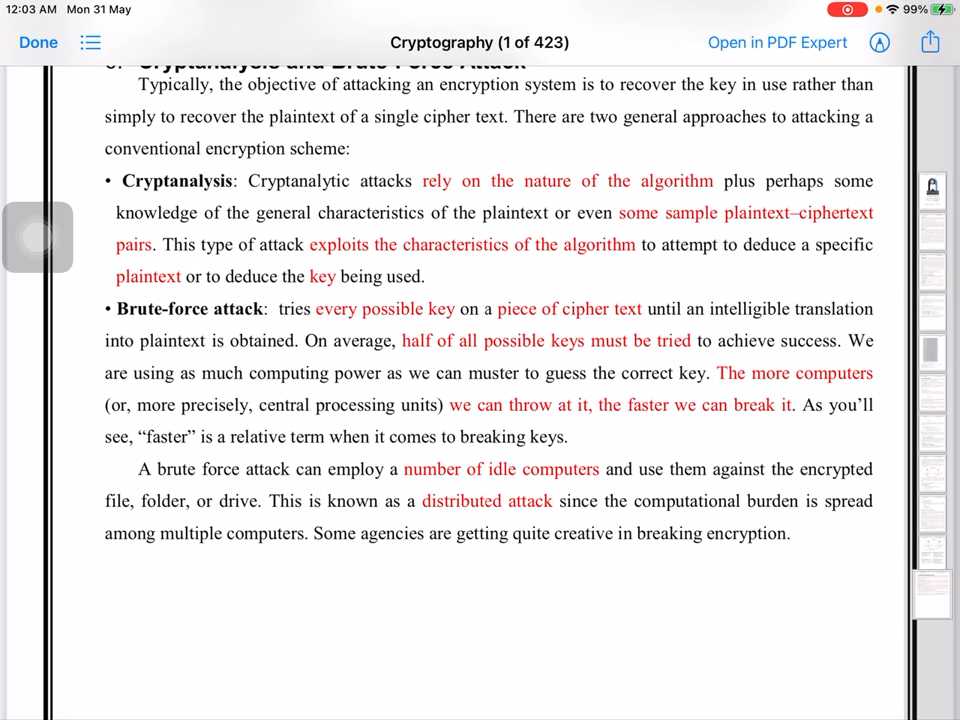 12:03 AM Mon 31 May
99%
Done
Cryptography (1 of 423)
Open in PDF Expert
Cryptanalysis and Brute-Force Attack
Typically, the objective of attacking an encryption system is to recover the key in use rather than
simply to recover the plaintext of a single cipher text. There are two general approaches to attacking a
conventional encryption scheme:
• Cryptanalysis: Cryptanalytic attacks rely on the nature of the algorithm plus perhaps some
knowledge of the general characteristics of the plaintext or even some sample plaintext–ciphertext
pairs. This type of attack exploits the characteristics of the algorithm to attempt to deduce a specific
plaintext or to deduce the key being used.
• Brute-force attack: tries every possible key on a piece of cipher text until an intelligible translation
into plaintext is obtained. On average, half of all possible keys must be tried to achieve success. We
are using as much computing power as we can muster to guess the correct key. The more computers
(or, more precisely, central processing units) we can throw at it, the faster we can break it. As you’ll
see, “faster” is a relative term when it comes to breaking keys.
A brute force attack can employ a number of idle computers and use them against the encrypted
file, folder, or drive. This is known as a distributed attack since the computational burden is spread
among multiple computers. Some agencies are getting quite creative in breaking encryption.